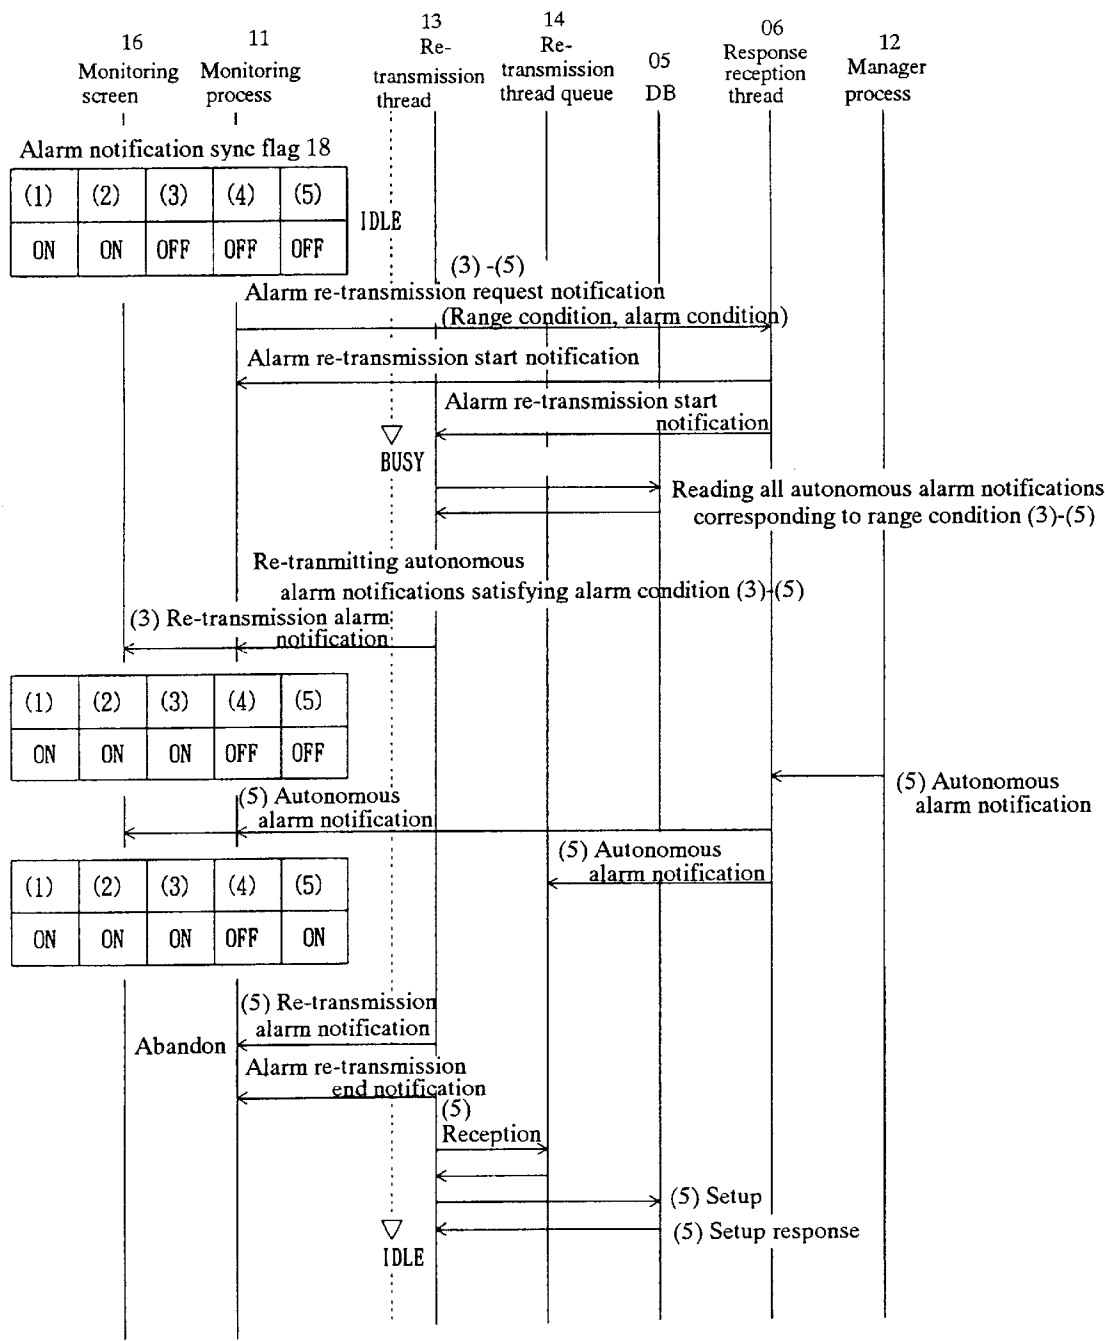 16
Monitoring
screen
11
Monitoring
process
13
Re-
transmission
thread
14
Re-
transmission
thread queue
05
DB
06
Response
reception
thread
12
Manager
process
Alarm notification sync flag 18
(1) (2) (3) (4) (5)
ON ON OFF OFF OFF
IDLE
(3) -(5)
Alarm re-transmission request notification
(Range condition, alarm condition)
Alarm re-transmission start notification
Alarm re-transmission start
notification
BUSY
Reading all autonomous alarm notifications
corresponding to range condition (3)-(5)
Re-tranmitting autonomous
alarm notifications satisfying alarm condition (3)-(5)
(3) Re-transmission alarm
notification
(1) (2) (3) (4) (5)
ON ON ON OFF OFF
(5) Autonomous
alarm notification
(5) Autonomous
alarm notification
(5) Autonomous
alarm notification
(1) (2) (3) (4) (5)
ON ON ON OFF ON
(5) Re-transmission
alarm notification
Abandon
Alarm re-transmission
end notification
(5)
Reception
(5) Setup
(5) Setup response
IDLE